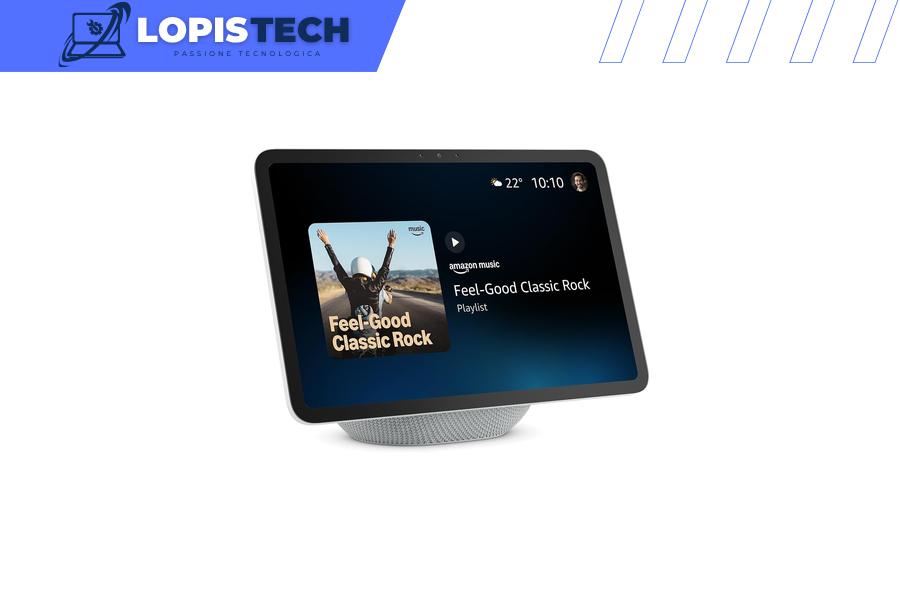 LOPISTECH
PASSIONE TECNOLOGICA
22° 10:10
music
amazon music
Feel-Good Classic Rock
Playlist
Feel-Good
Classic Rock